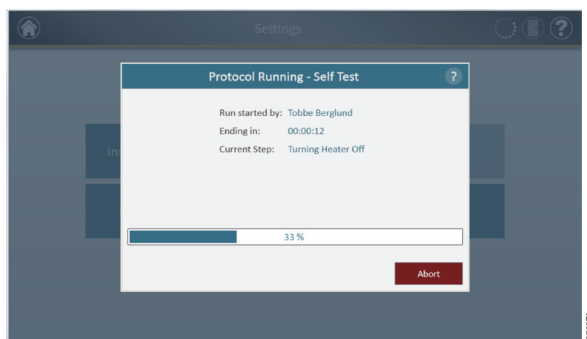 Settings
?
Protocol Running - Self Test
?
Run started by: Tobbe Berglund
Ending in: 00:00:12
Current Step: Turning Heater Off
Ins
33 %
Abort